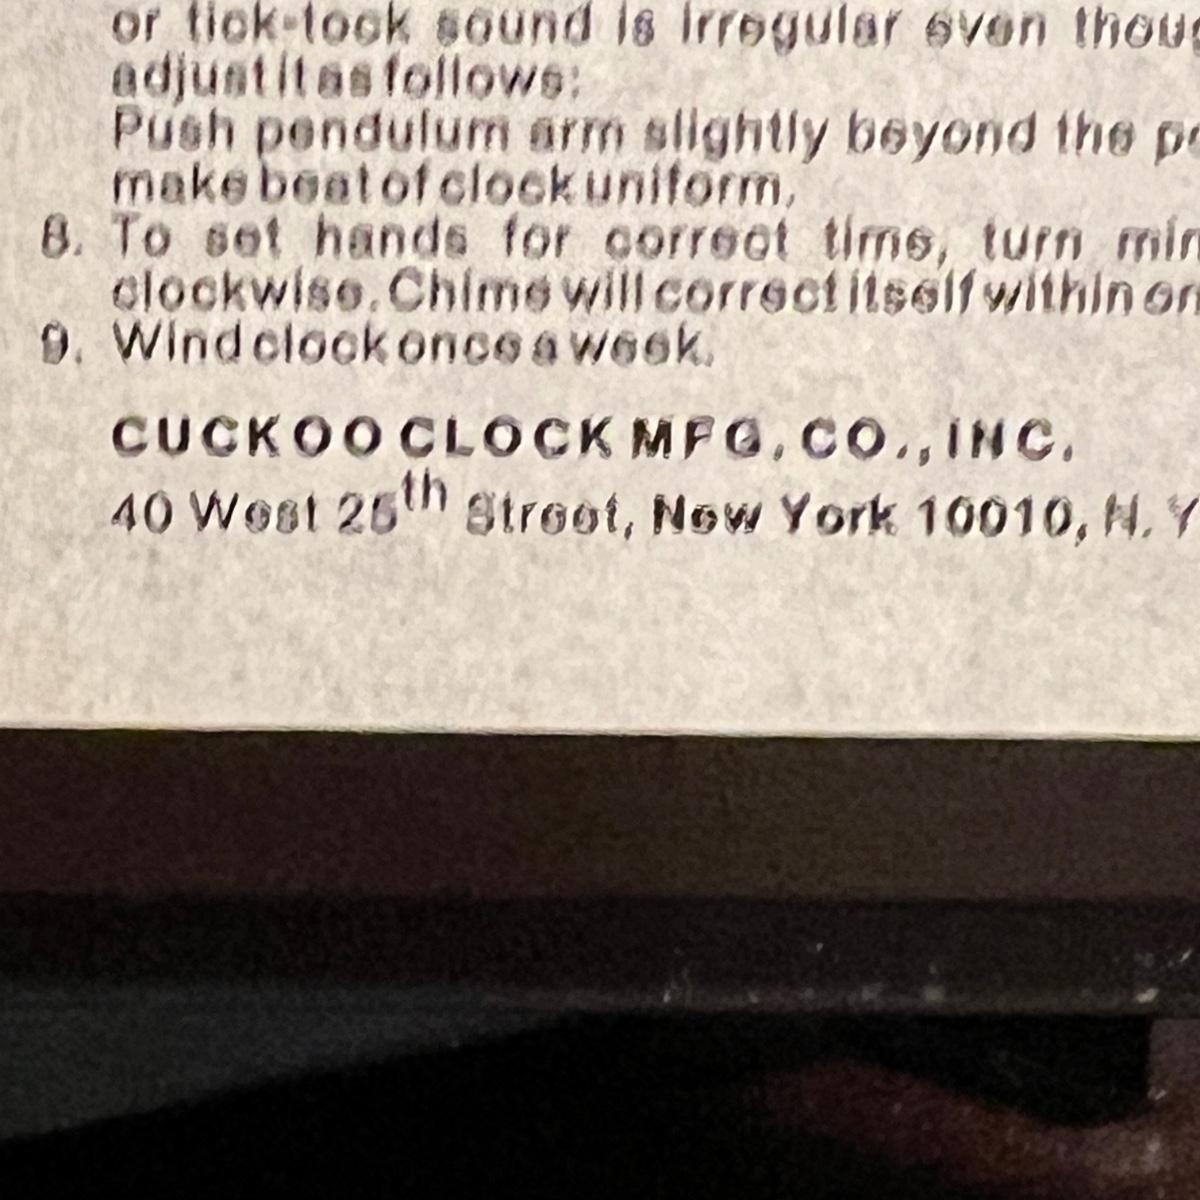 or tick-tock sound is irregular even
adjust it as follows:
Push pendulum arm slightly beyond the
make beat of clock uniform.
8. To set hands for correct time, turn
clockwise. Chime will correct itself within
9. Wind clock once a week.
CUCKOO CLOCK MFG. CO., INC.
40 West 25th Street, New York 10010, N. Y